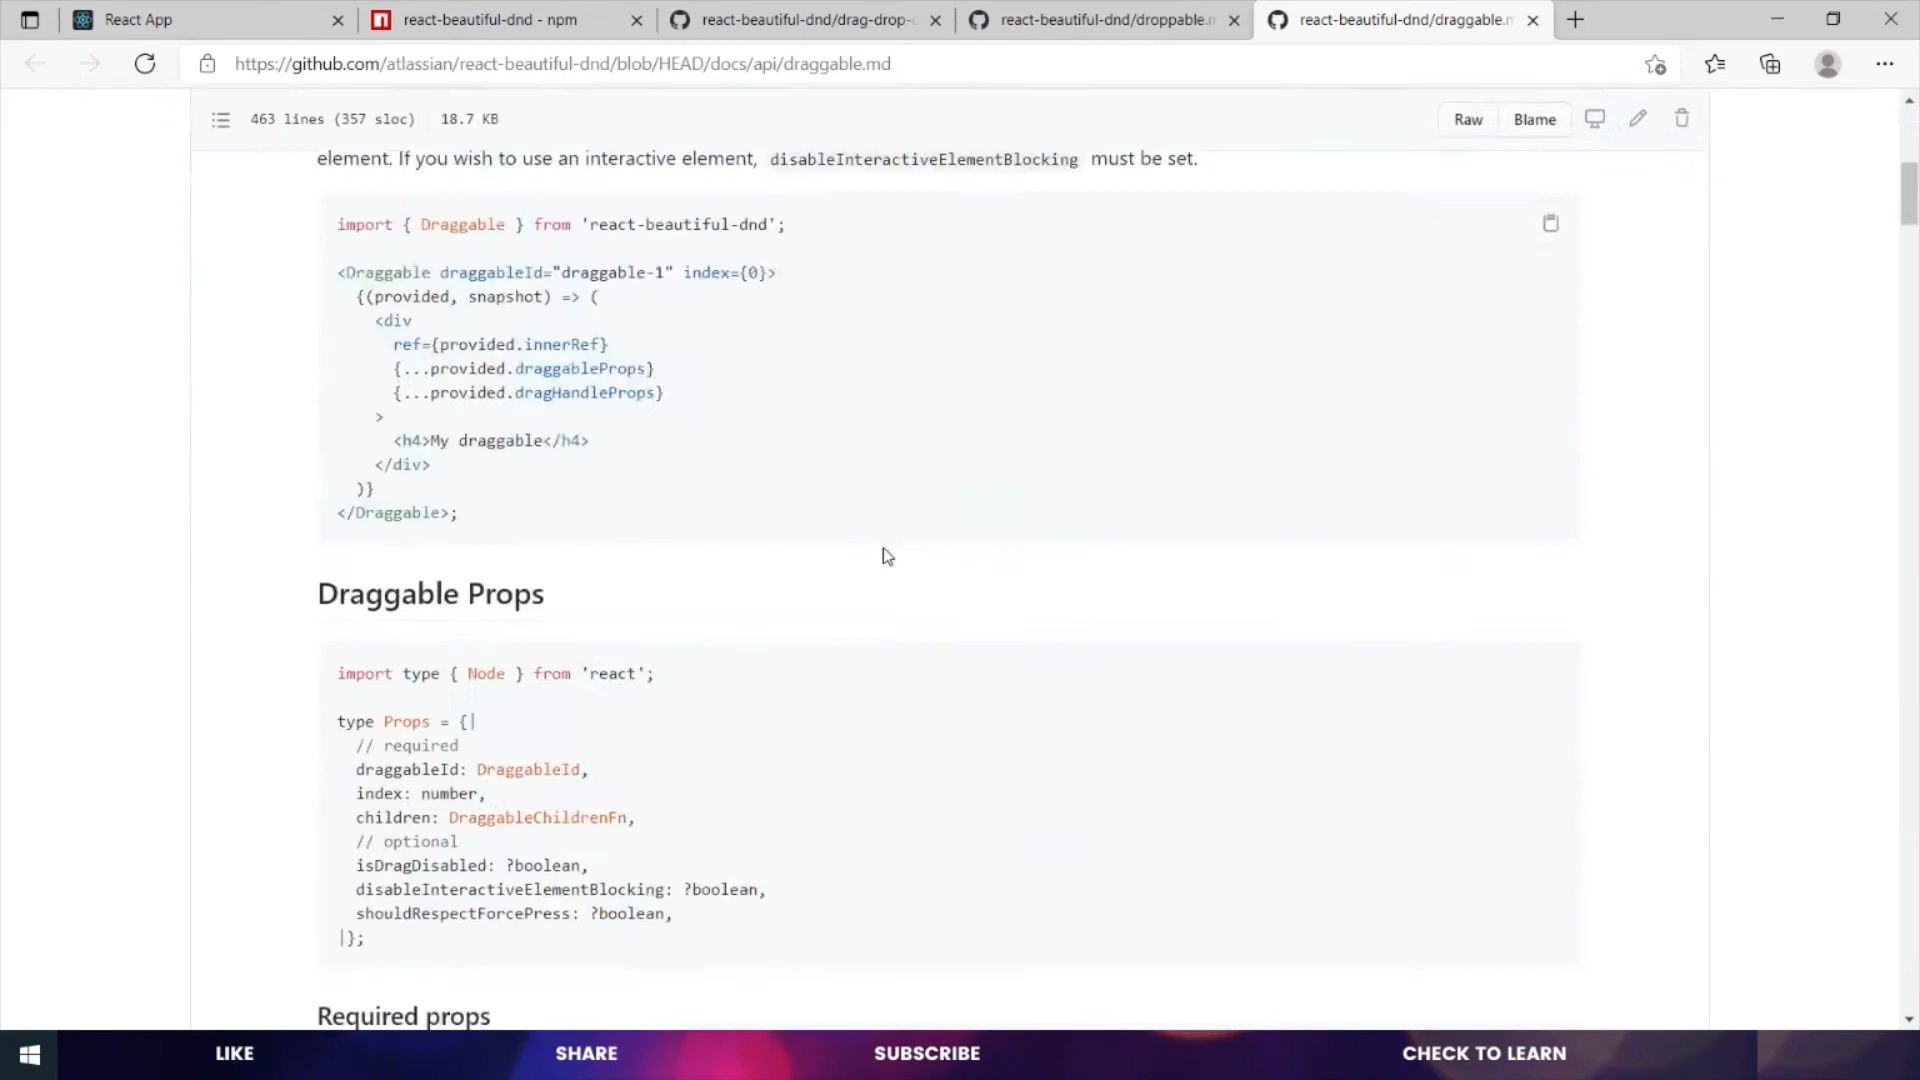 React App
react-beautiful-dnd - npm
react-beautiful-dnd/drag-drop-c
react-beautiful-dnd/droppable.m
react-beautiful-dnd/draggable.m
https://github.com/atlassian/react-beautiful-dnd/blob/HEAD/docs/api/draggable.md
463 lines (357 sloc) 18.7 KB
Raw Blame
element. If you wish to use an interactive element, disableInteractiveElementBlocking must be set.
import { Draggable } from 'react-beautiful-dnd';
<Draggable draggableId="draggable-1" index={0}>
{(provided, snapshot) => (
<div
ref={provided.innerRef}
{...provided.draggableProps}
{...provided.dragHandleProps}
>
<h4>My draggable</h4>
</div>
)}
</Draggable>;
Draggable Props
import type { Node } from 'react';
type Props = {|
// required
draggableId: DraggableId,
index: number,
children: DraggableChildrenFn,
// optional
isDragDisabled: ?boolean,
disableInteractiveElementBlocking: ?boolean,
shouldRespectForcePress: ?boolean,
|};
Required props
LIKE SHARE SUBSCRIBE CHECK TO LEARN